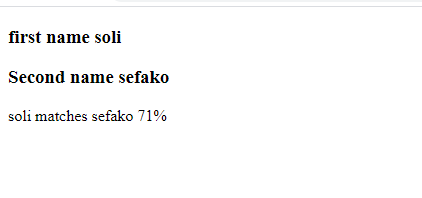 first name soli
Second name sefako
soli matches sefako 71%